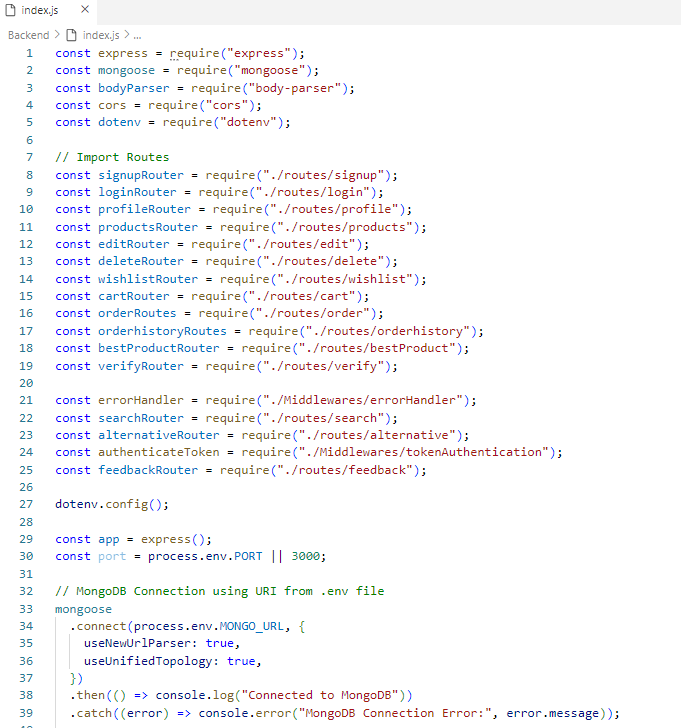 index.js ×
Backend > index.js > ...
1 const express = require("express");
2 const mongoose = require("mongoose");
3 const bodyParser = require("body-parser");
4 const cors = require("cors");
5 const dotenv = require("dotenv");
6
7 // Import Routes
8 const signupRouter = require("./routes/signup");
9 const loginRouter = require("./routes/login");
10 const profileRouter = require("./routes/profile");
11 const productsRouter = require("./routes/products");
12 const editRouter = require("./routes/edit");
13 const deleteRouter = require("./routes/delete");
14 const wishlistRouter = require("./routes/wishlist");
15 const cartRouter = require("./routes/cart");
16 const orderRoutes = require("./routes/order");
17 const orderhistoryRoutes = require("./routes/orderhistory");
18 const bestProductRouter = require("./routes/bestProduct");
19 const verifyRouter = require("./routes/verify");
20
21 const errorHandler = require("./Middlewares/errorHandler");
22 const searchRouter = require("./routes/search");
23 const alternativeRouter = require("./routes/alternative");
24 const authenticateToken = require("./Middlewares/tokenAuthentication");
25 const feedbackRouter = require("./routes/feedback");
26
27 dotenv.config();
28
29 const app = express();
30 const port = process.env.PORT || 3000;
31
32 // MongoDB Connection using URI from .env file
33 mongoose
34 .connect(process.env.MONGO_URL, {
35 useNewUrlParser: true,
36 useUnifiedTopology: true,
37 })
38 .then(() => console.log("Connected to MongoDB"))
39 .catch((error) => console.error("MongoDB Connection Error:", error.message));